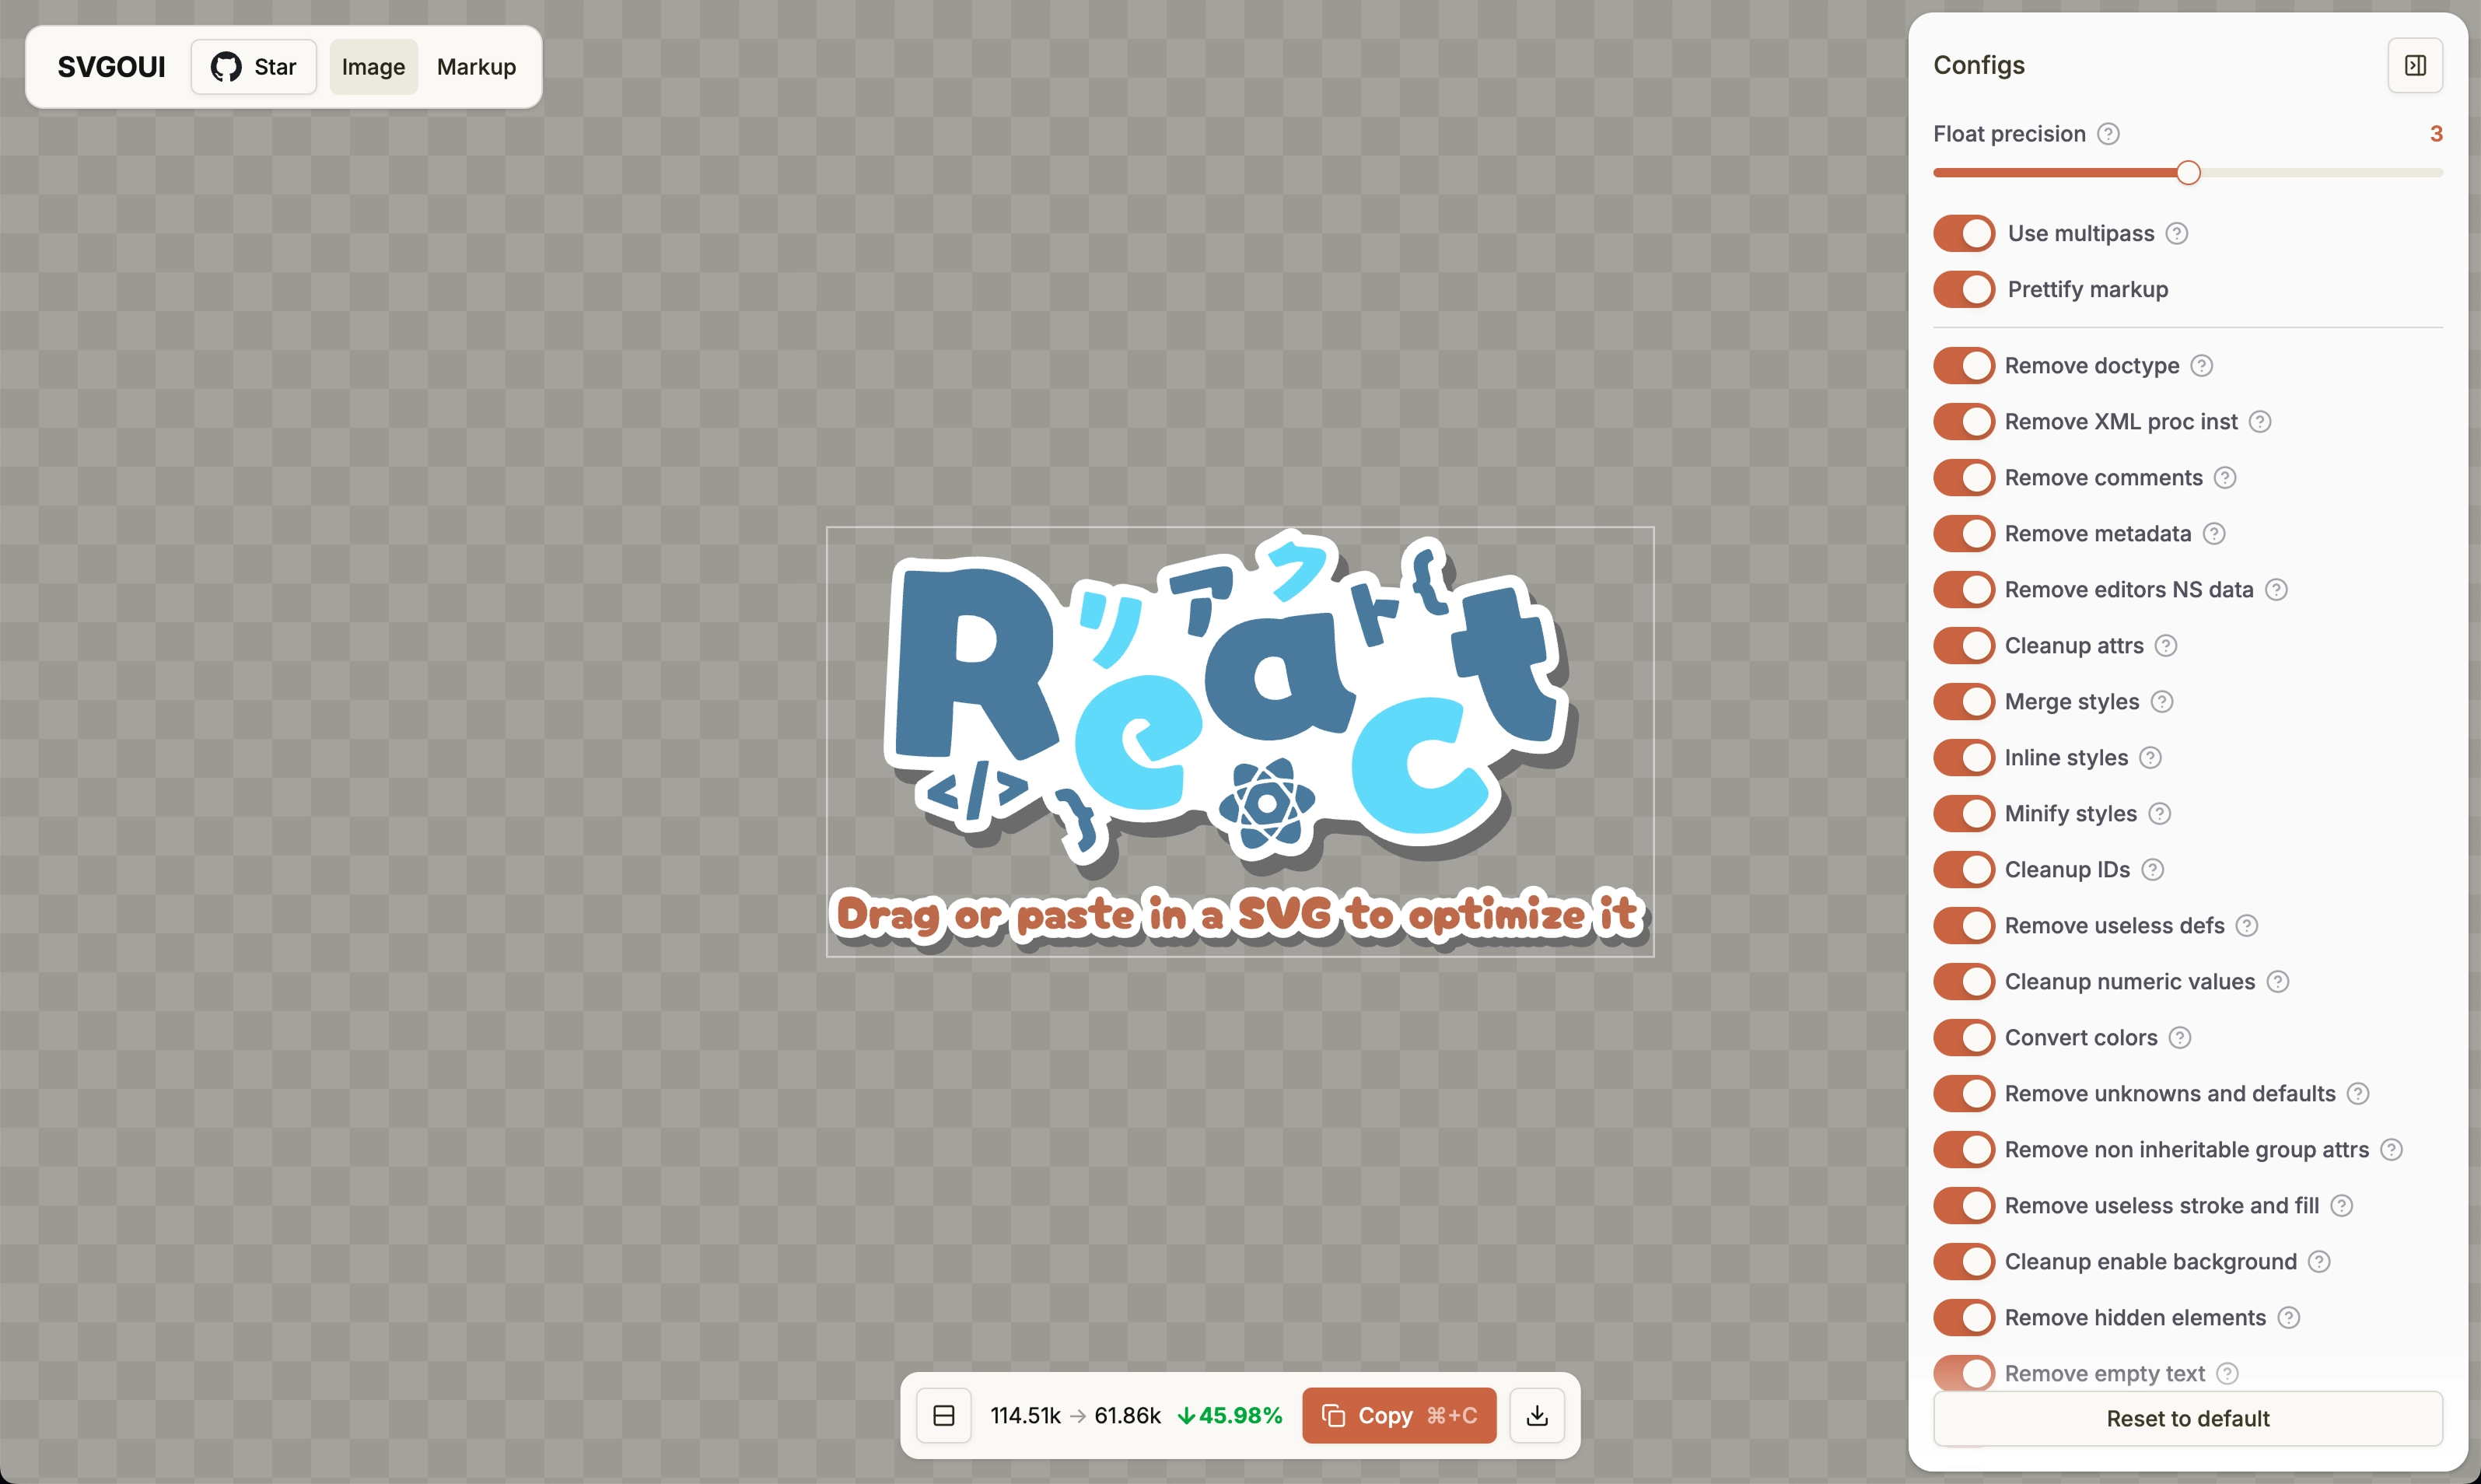 SVGOUI Star Image Markup
Configs
Float precision ? 3
Use multipass ?
Prettify markup
Remove doctype ?
Remove XML proc inst ?
Remove comments ?
Remove metadata ?
Remove editors NS data ?
Cleanup attrs ?
Merge styles ?
Inline styles ?
Minify styles ?
Cleanup IDs ?
Remove useless defs ?
Cleanup numeric values ?
Convert colors ?
Remove unknowns and defaults ?
Remove non inheritable group attrs ?
Remove useless stroke and fill ?
Cleanup enable background ?
Remove hidden elements ?
Remove empty text ?
Reset to default
リアクト {
React
</> }
Drag or paste in a SVG to optimize it
114.51k → 61.86k ↓45.98% Copy ⌘+C